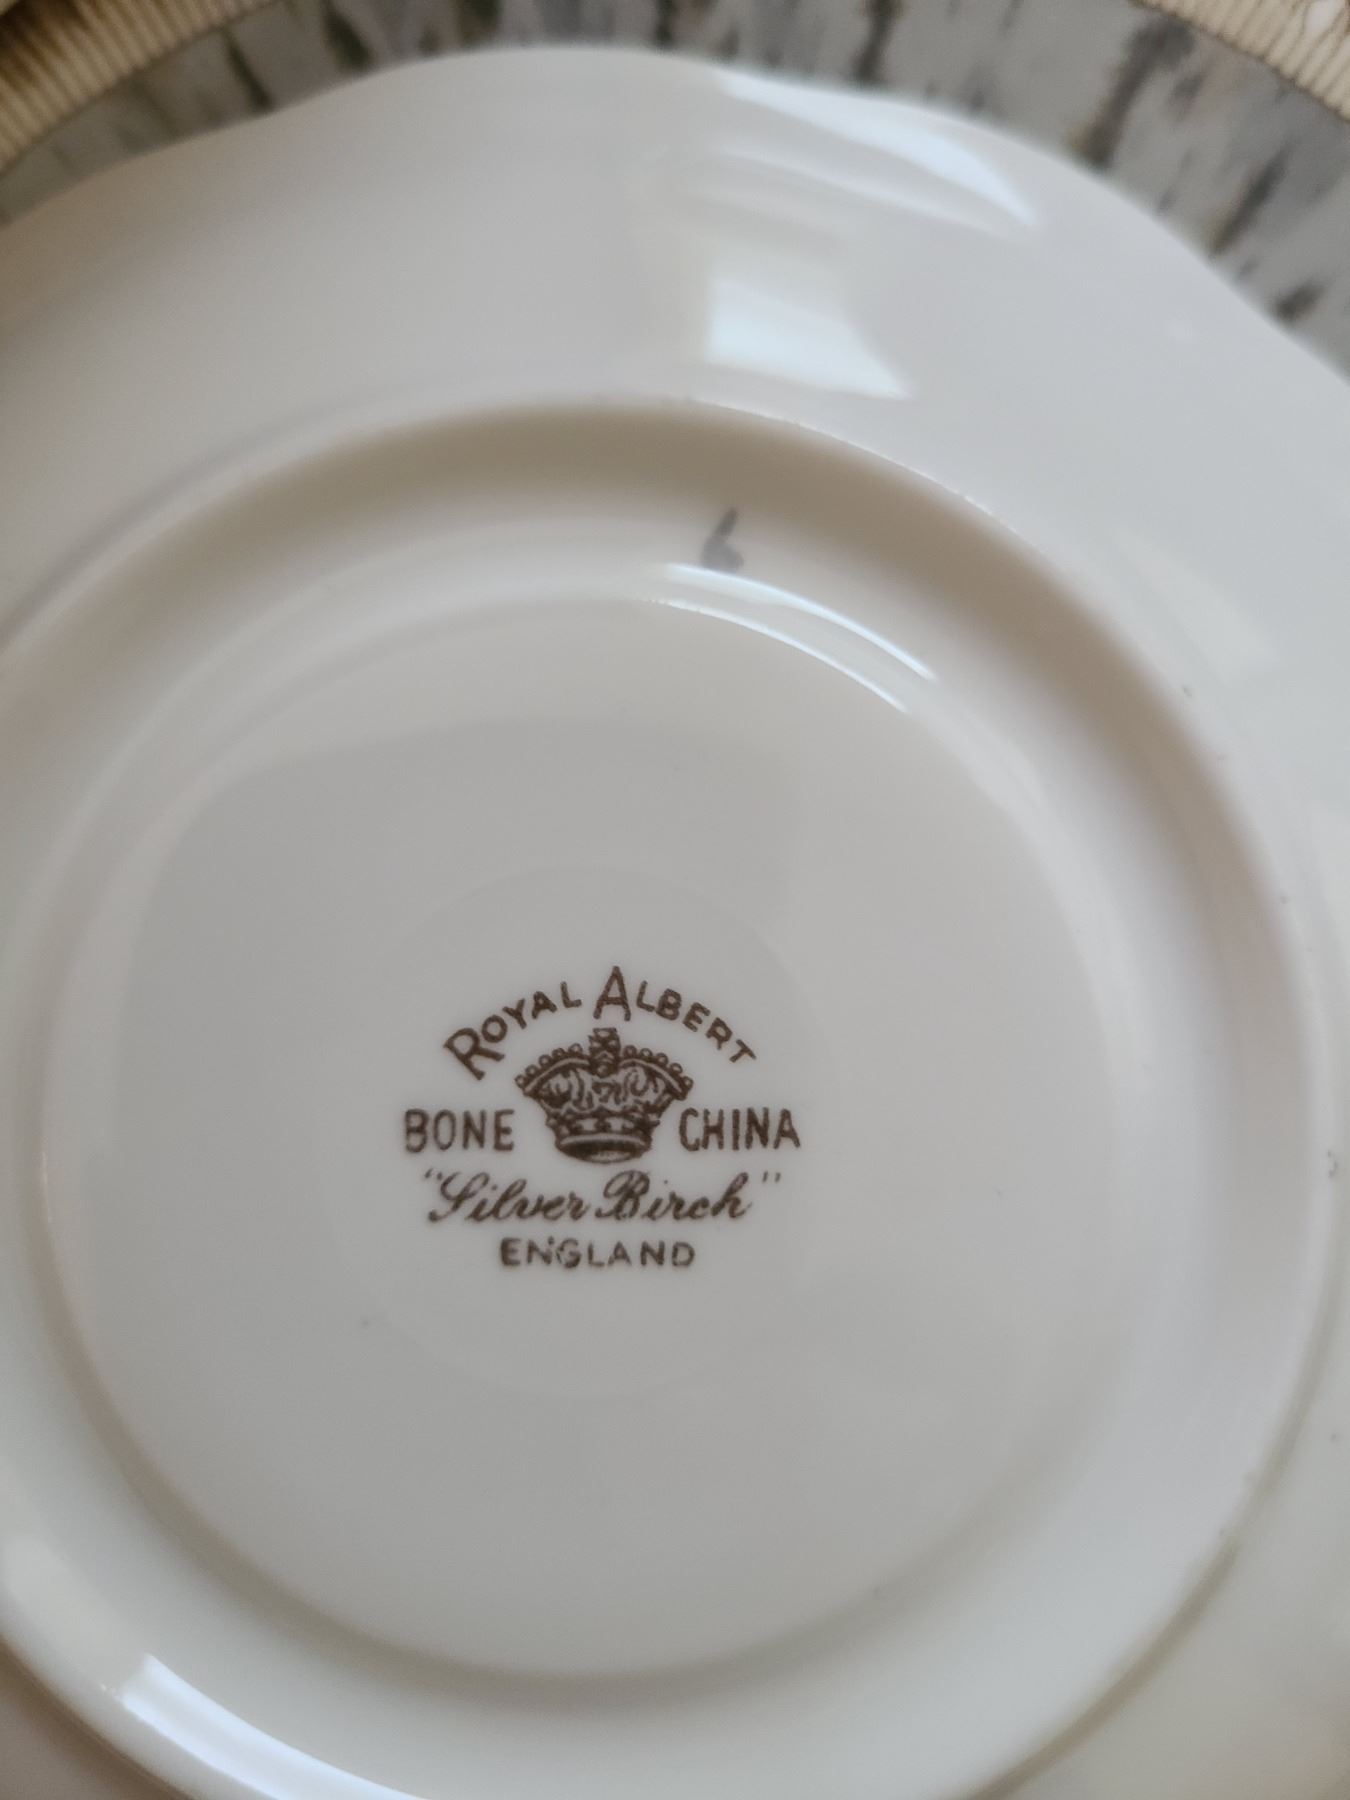 ROYAL ALBERT
BONE CHINA
"Silver Birch"
ENGLAND